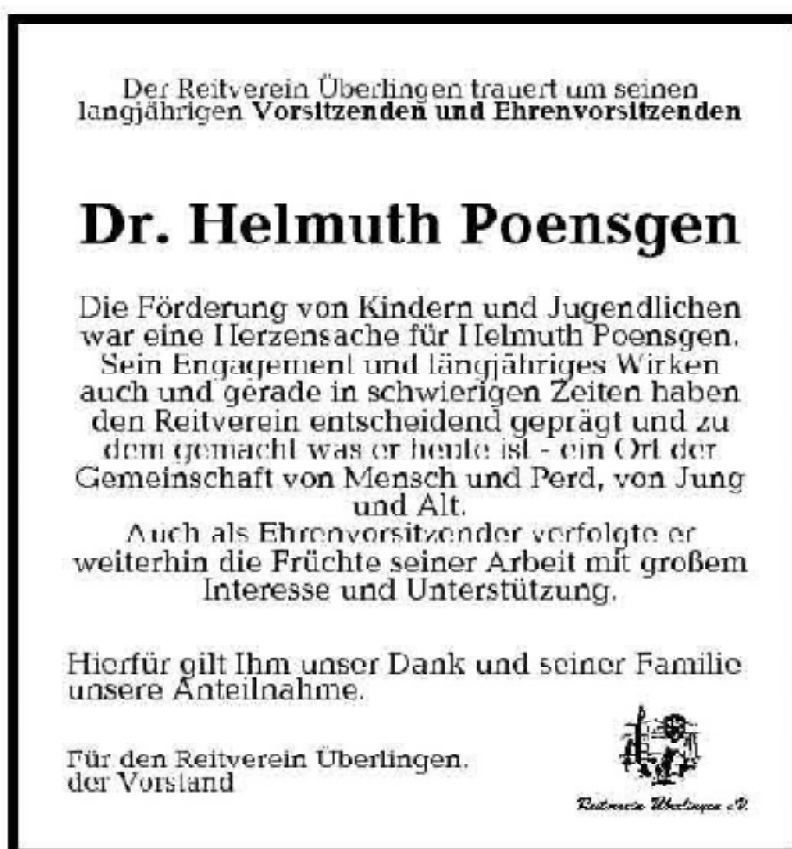 Der Reitverein Überlingen trauert um seinen
langjährigen Vorsitzenden und Ehrenvorsitzenden
Dr. Helmuth Poensgen
Die Förderung von Kindern und Jugendlichen
war eine Herzensache für Helmuth Poensgen.
Sein Engagement und längjähriges Wirken
auch und gerade in schwierigen Zeiten haben
den Reitverein entscheidend geprägt und zu
dem gemacht was er heute ist - ein Ort der
Gemeinschaft von Mensch und Perd, von Jung
und Alt.
Auch als Ehrenvorsitzender verfolgte er
weiterhin die Früchte seiner Arbeit mit großem
Interesse und Unterstützung.
Hierfür gilt Ihm unser Dank und seiner Familie
unsere Anteilnahme.
Für den Reitverein Überlingen,
der Vorstand
Reitverein Überlingen e.V.